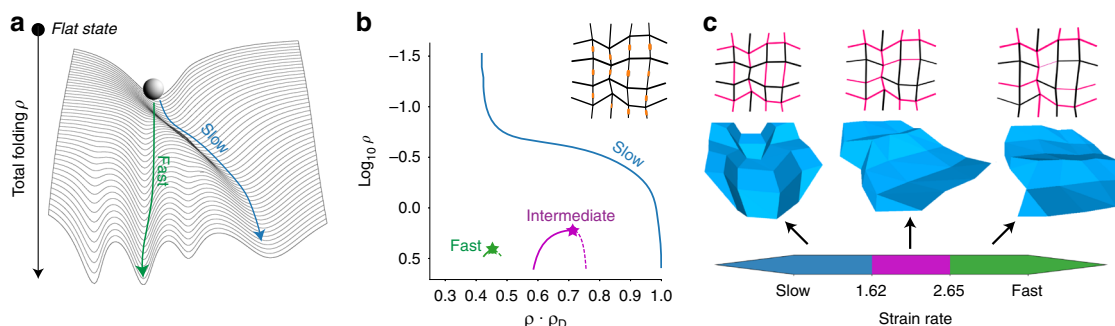 a
Flat state
Total folding ρ
Slow
Fast
b
−1.5
−1.0
−0.5
0.0
0.5
Log₁₀ ρ
Slow
Intermediate
Fast
0.3 0.4 0.5 0.6 0.7 0.8 0.9 1.0
ρ · ρD
c
Slow 1.62 2.65 Fast
Strain rate